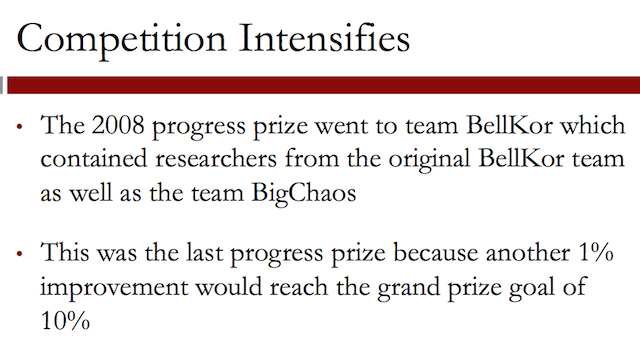 Competition Intensifies
• The 2008 progress prize went to team BellKor which
contained researchers from the original BellKor team
as well as the team BigChaos
• This was the last progress prize because another 1%
improvement would reach the grand prize goal of
10%